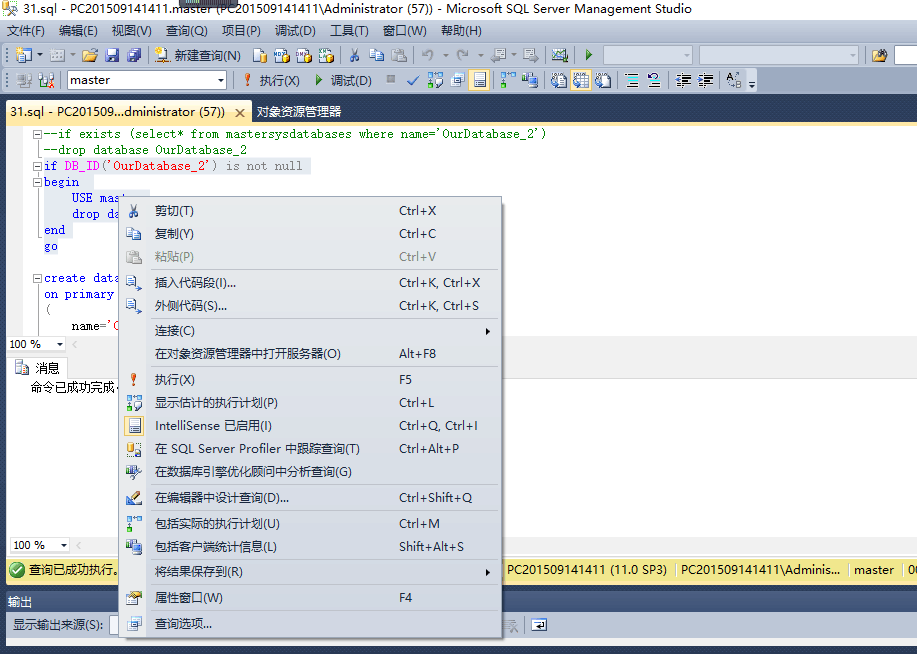 31.sql - PC201509141411.master (PC201509141411\Administrator (57)) - Microsoft SQL Server Management Studio
文件(F) 编辑(E) 视图(V) 查询(Q) 项目(P) 调试(D) 工具(T) 窗口(W) 帮助(H)
新建查询(N)
master 执行(X) 调试(D)
31.sql - PC201509...dministrator (57)) 对象资源管理器
--if exists (select* from mastersysdatabases where name='OurDatabase_2')
--drop database OurDatabase_2
if DB_ID('OurDatabase_2') is not null
begin
USE
drop
end
go
create
on primary
(
name='
100 %
消息
命令已成功完成
剪切(T) Ctrl+X
复制(Y) Ctrl+C
粘贴(P) Ctrl+V
插入代码段(I)... Ctrl+K, Ctrl+X
外侧代码(S)... Ctrl+K, Ctrl+S
连接(C)
在对象资源管理器中打开服务器(O) Alt+F8
执行(X) F5
显示估计的执行计划(P) Ctrl+L
IntelliSense 已启用(I) Ctrl+Q, Ctrl+I
在 SQL Server Profiler 中跟踪查询(T) Ctrl+Alt+P
在数据库引擎优化顾问中分析查询(G)
在编辑器中设计查询(D)... Ctrl+Shift+Q
包括实际的执行计划(U) Ctrl+M
包括客户端统计信息(L) Shift+Alt+S
将结果保存到(R)
属性窗口(W) F4
查询选项...
100 %
查询已成功执行。 PC201509141411 (11.0 SP3) PC201509141411\Adminis... master
输出
显示输出来源(S):